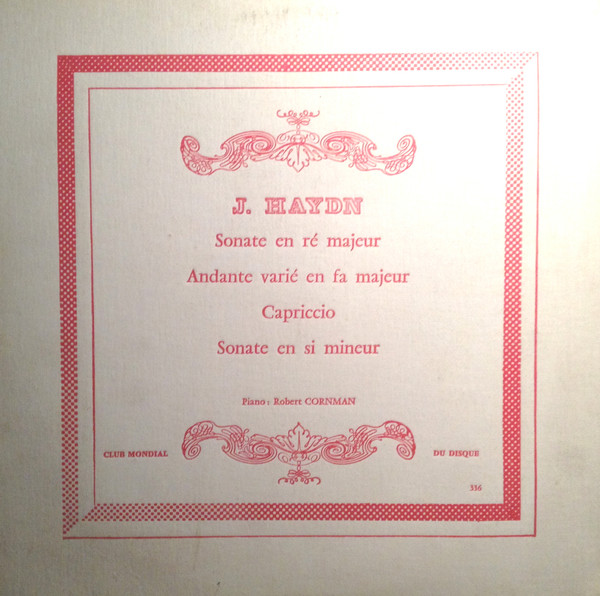 J. HAYDN
Sonate en ré majeur
Andante varié en fa majeur
Capriccio
Sonate en si mineur
Piano : Robert CORNMAN
CLUB MONDIAL DU DISQUE
336